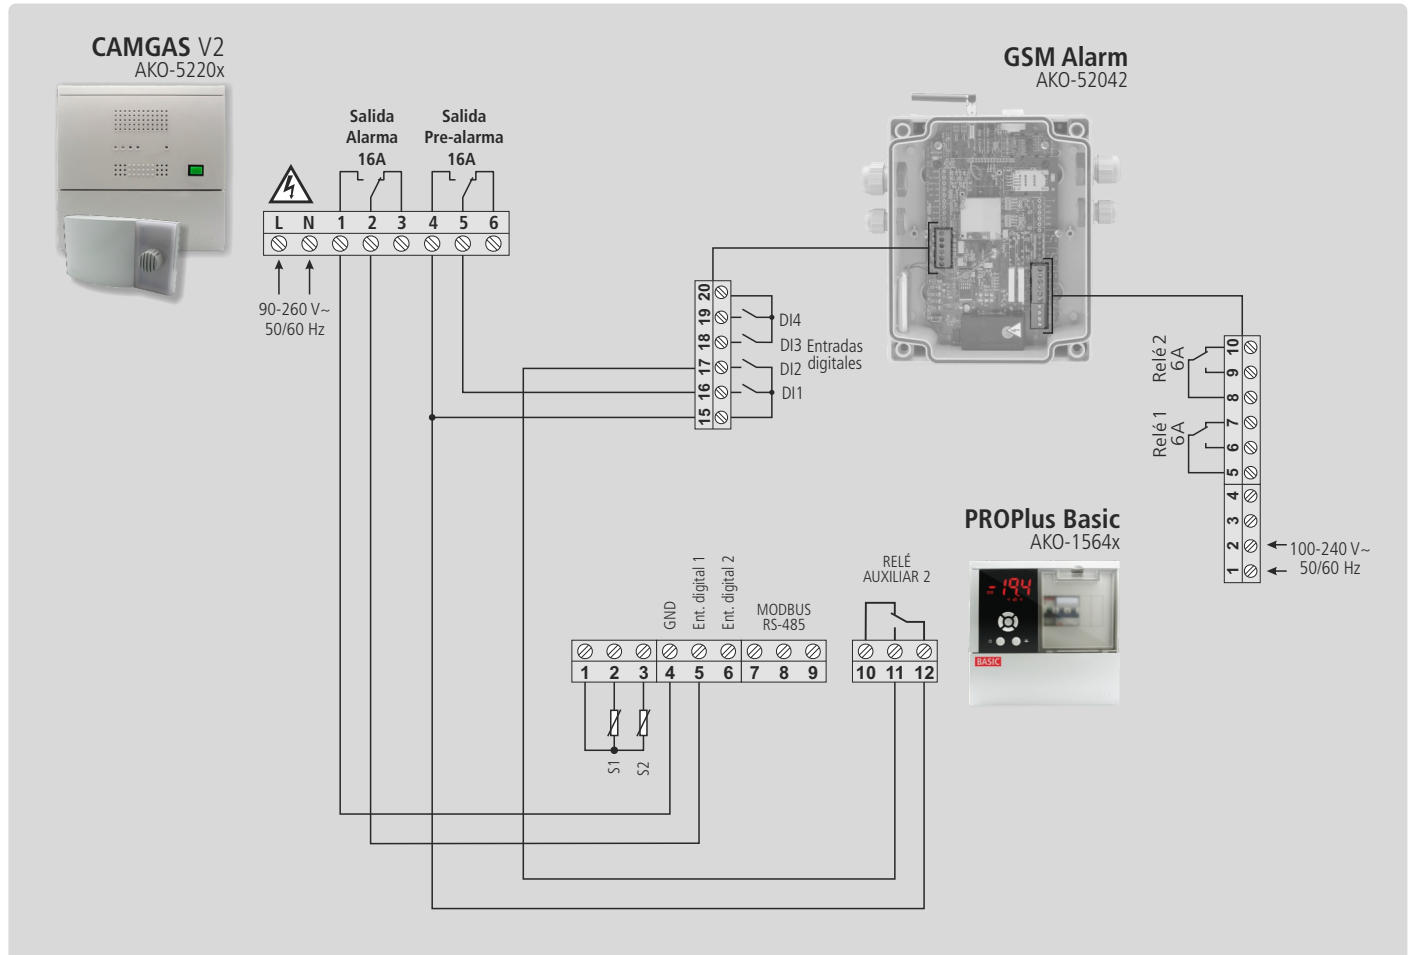 CAMGAS V2
AKO-5220x
Salida
Alarma
16A
Salida
Pre-alarma
16A
L N 1 2 3 4 5 6
90-260 V~
50/60 Hz
GSM Alarm
AKO-52042
20
19
18
17
16
15
DI4
DI3
DI2
DI1
Entradas
digitales
Relé 2
6A
Relé 1
6A
10
9
8
7
6
5
4
3
2
1
100-240 V~
50/60 Hz
PROPlus Basic
AKO-1564x
-19.4
BASIC
GND
Ent. digital 1
Ent. digital 2
MODBUS
RS-485
RELÉ
AUXILIAR 2
1 2 3 4 5 6 7 8 9
10 11 12
S1
S2